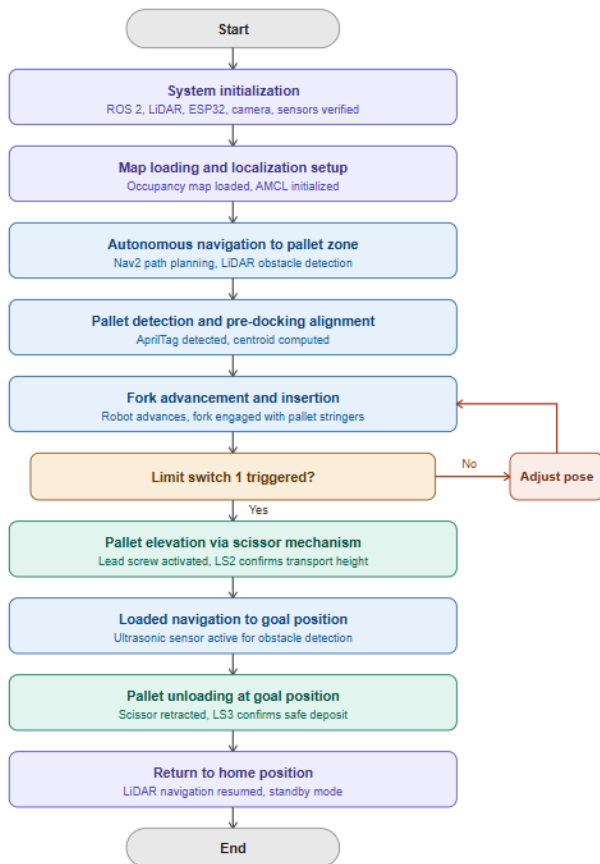 Start
System initialization
ROS 2, LiDAR, ESP32, camera, sensors verified
Map loading and localization setup
Occupancy map loaded, AMCL initialized
Autonomous navigation to pallet zone
Nav2 path planning, LiDAR obstacle detection
Pallet detection and pre-docking alignment
AprilTag detected, centroid computed
Fork advancement and insertion
Robot advances, fork engaged with pallet stringers
Limit switch 1 triggered?
No
Adjust pose
Yes
Pallet elevation via scissor mechanism
Lead screw activated, LS2 confirms transport height
Loaded navigation to goal position
Ultrasonic sensor active for obstacle detection
Pallet unloading at goal position
Scissor retracted, LS3 confirms safe deposit
Return to home position
LiDAR navigation resumed, standby mode
End